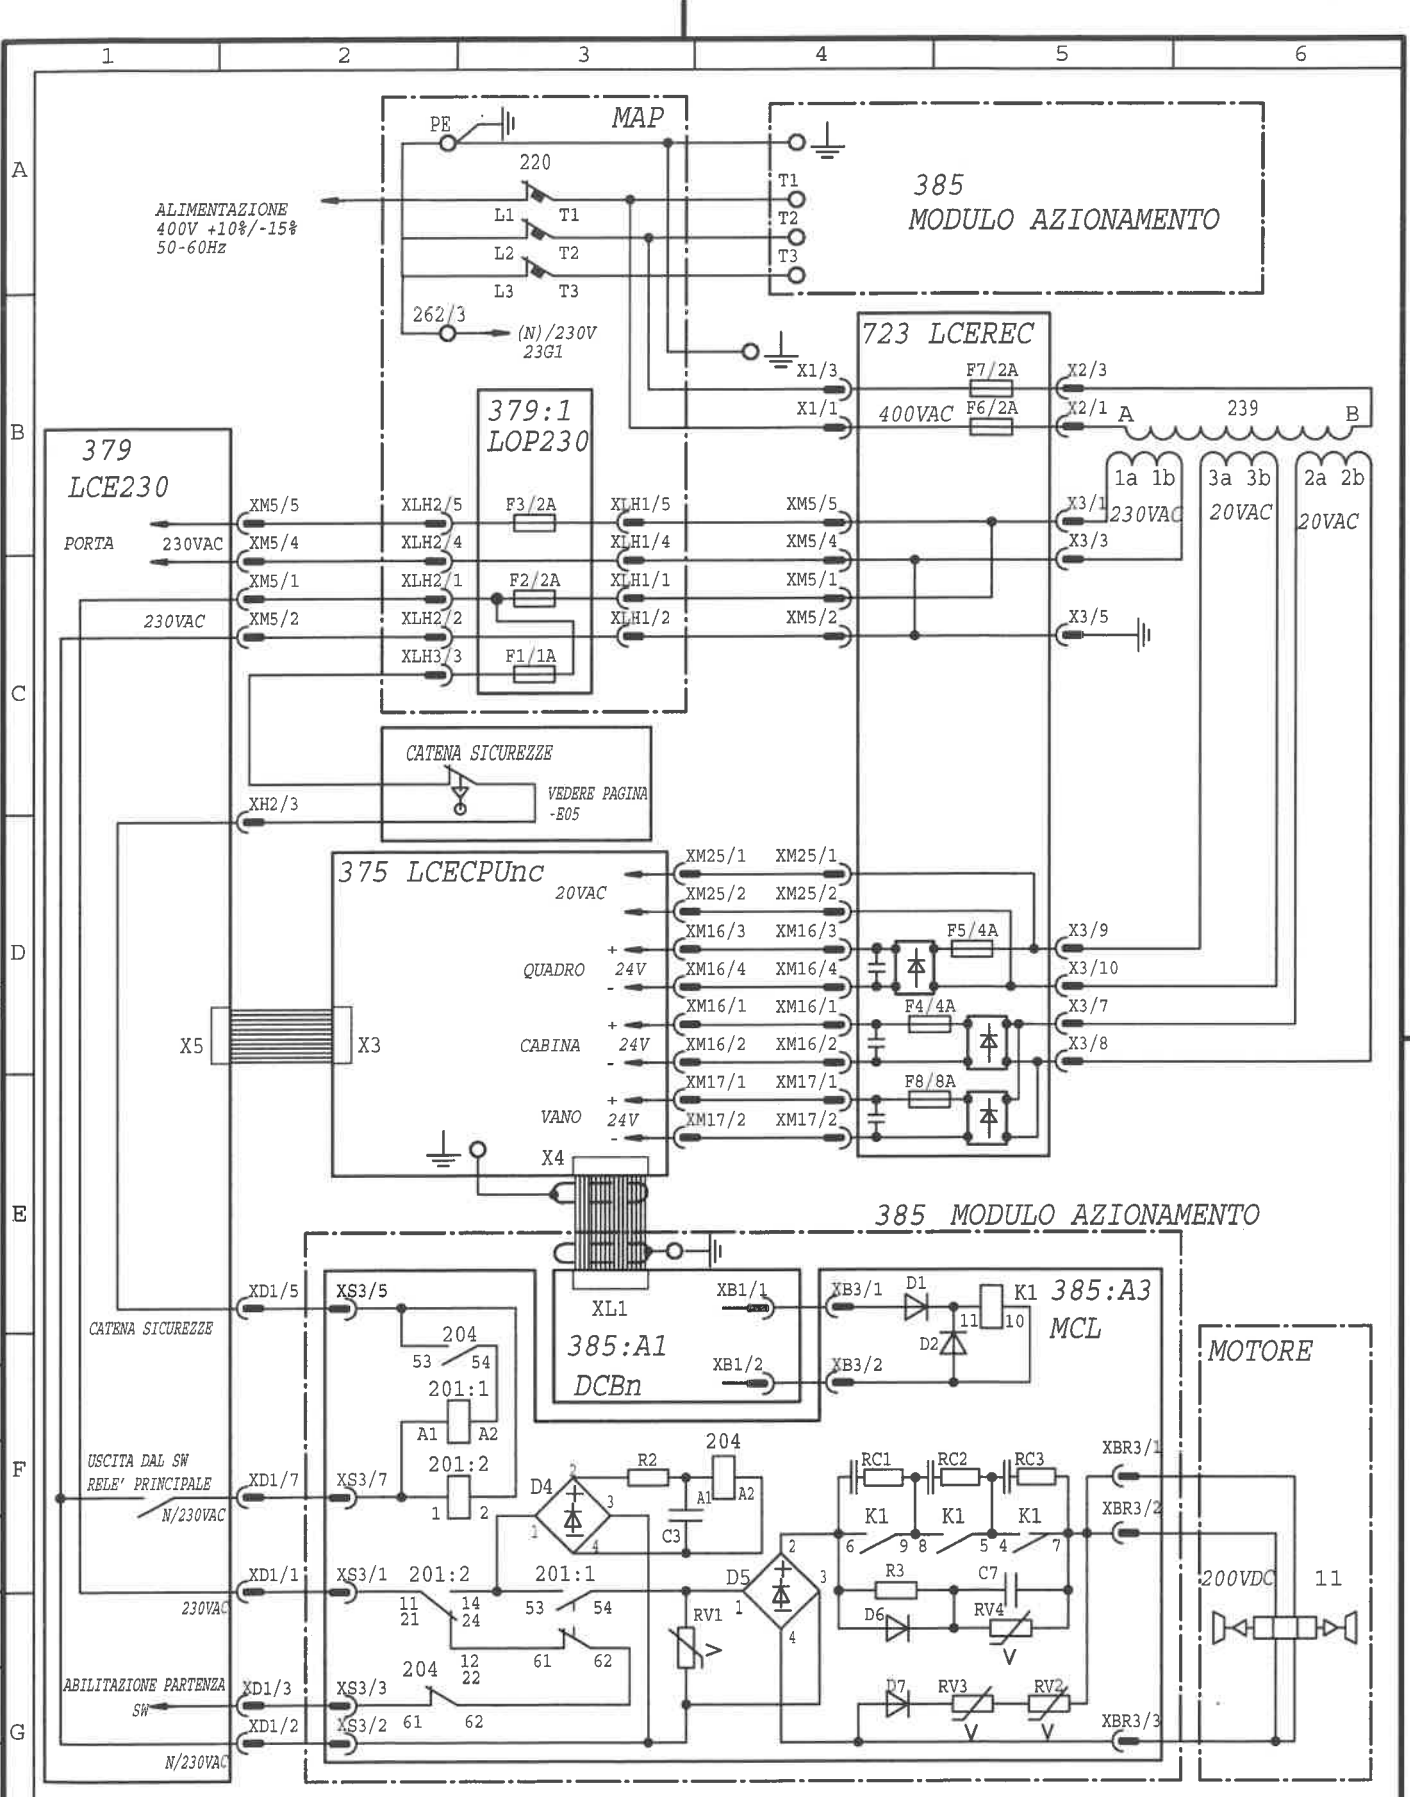 1 2 3 4 5 6
A
PE
MAP
220
385
MODULO AZIONAMENTO
T1
ALIMENTAZIONE
400V +10%/-15%
50-60Hz
L1 T1
T2
L2 T2
T3
L3 T3
262/3
(N)/230V
23G1
723 LCEREC
X1/3 F7/2A X2/3
X1/1 400VAC F6/2A X2/1 A 239 B
B
379:1
LOP230
379
LCE230
1a 1b 3a 3b 2a 2b
XM5/5 XLH2/5 F3/2A XLH1/5 XM5/5 X3/1
230VAC 20VAC 20VAC
PORTA 230VAC XM5/4 XLH2/4 XLH1/4 XM5/4 X3/3
XM5/1 XLH2/1 F2/2A XLH1/1 XM5/1
230VAC XM5/2 XLH2/2 XLH1/2 XM5/2 X3/5
XLH3/3 F1/1A
C
CATENA SICUREZZE
VEDERE PAGINA
-E05
XH2/3
375 LCECPUnc
XM25/1 XM25/1
20VAC XM25/2 XM25/2
D
+ XM16/3 XM16/3 F5/4A X3/9
QUADRO 24V XM16/4 XM16/4 X3/10
-
XM16/1 XM16/1 F4/4A X3/7
+
X5 X3
CABINA 24V XM16/2 XM16/2 X3/8
-
XM17/1 XM17/1 F8/8A
+
VANO 24V XM17/2 XM17/2
-
X4
E
385 MODULO AZIONAMENTO
XD1/5 XS3/5
XL1
XB1/1 XB3/1 D1 K1 385:A3
11 10 MCL
CATENA SICUREZZE
204
53 54
385:A1
DCBn
XB1/2 XB3/2 D2
MOTORE
201:1
A1 A2
F
USCITA DAL SW
RELE' PRINCIPALE
N/230VAC
XD1/7 XS3/7
201:2
1 2
D4
2
1 3
4
R2
204
A1 A2
C3
RC1 RC2 RC3
XBR3/1
K1 K1 K1
6 9 8 5 4 7
XBR3/2
XD1/1 XS3/1 201:2 201:1
230VAC
11 14
21 24
53 54
D5
2
1 3
4
R3 C7
200VDC 11
RV1
V
D6 RV4
V
12 61 62
22
ABILITAZIONE PARTENZA
SW
XD1/3 XS3/3
204
61 62
D7 RV3 RV2
V V
G
XD1/2 XS3/2
N/230VAC
XBR3/3